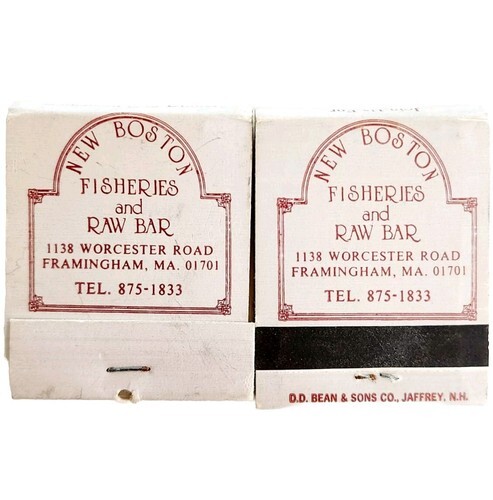 NEW BOSTON
FISHERIES
and
RAW BAR
1138 WORCESTER ROAD
FRAMINGHAM, MA. 01701
TEL. 875-1833
NEW BOSTON
FISHERIES
and
RAW BAR
1138 WORCESTER ROAD
FRAMINGHAM, MA. 01701
TEL. 875-1833
D.D. BEAN & SONS CO., JAFFREY, N.H.